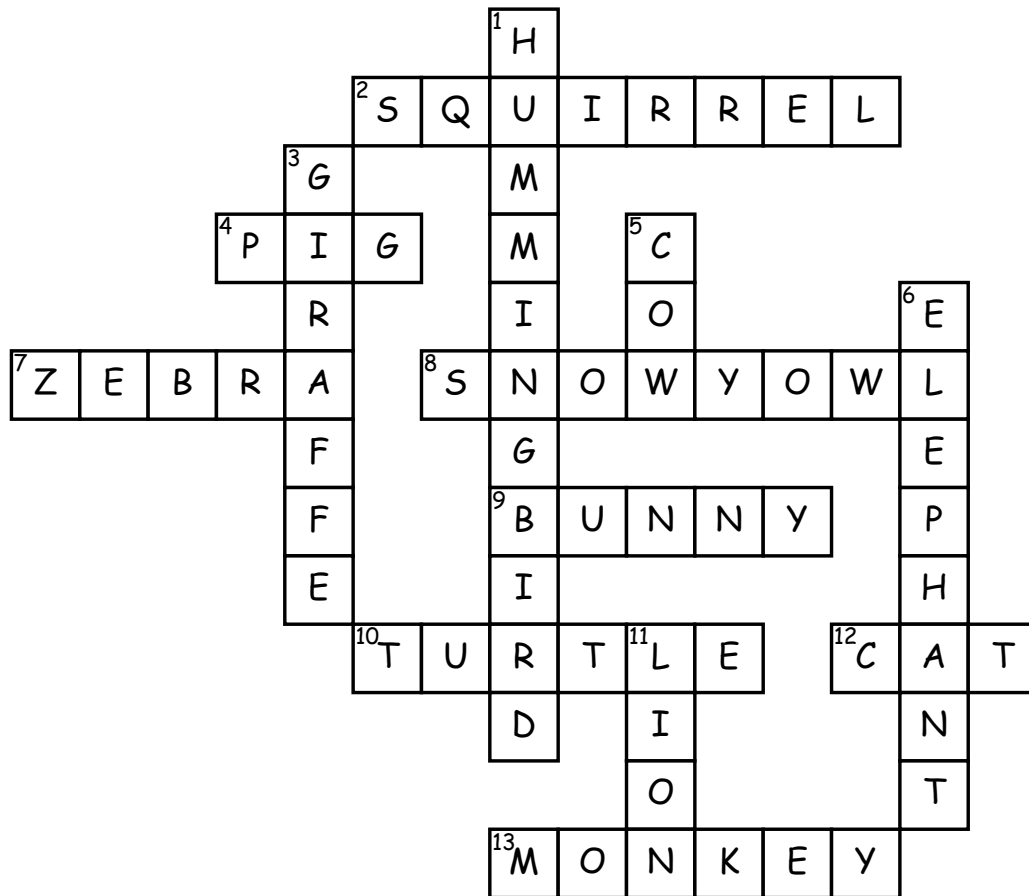 1 H
2 S Q U I R R E L
3 G M
4 P I G M 5 C
R I O 6 E
7 Z E B R A 8 S N O W Y O W L
F G E
F 9 B U N N Y P
E I H
10 T U R T 11 L E 12 C A T
D I N
O T
13 M O N K E Y